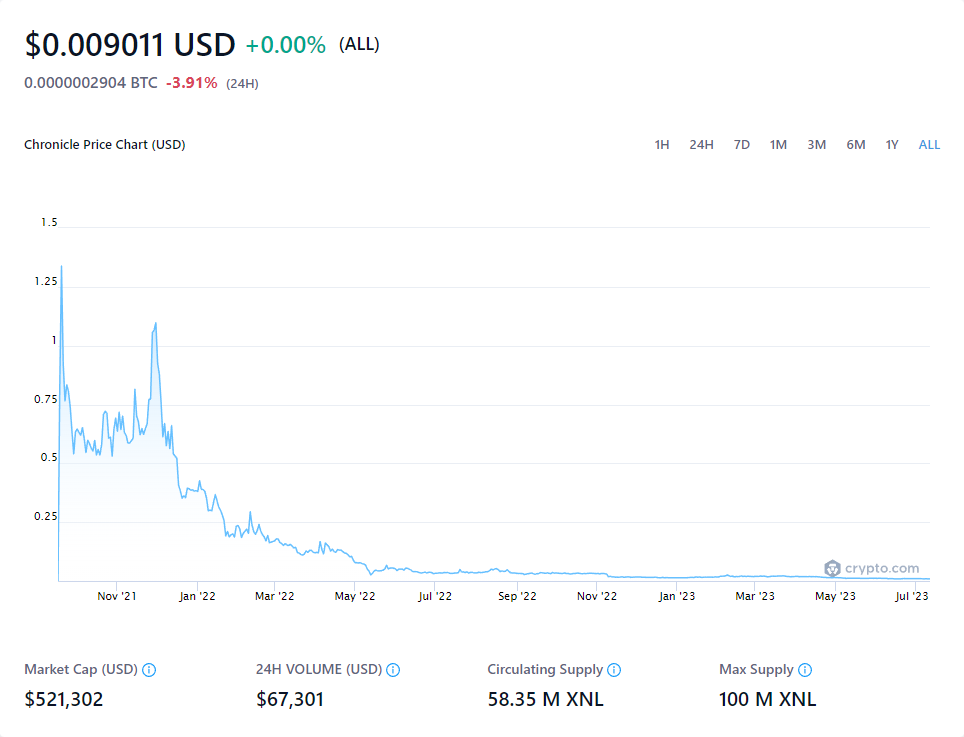 $0.009011 USD +0.00% (ALL)
0.0000002904 BTC -3.91% (24H)
Chronicle Price Chart (USD) 1H 24H 7D 1M 3M 6M 1Y ALL
1.5
1.25
1
0.75
0.5
0.25
crypto.com
Nov '21 Jan '22 Mar '22 May '22 Jul '22 Sep '22 Nov '22 Jan '23 Mar '23 May '23 Jul '23
Market Cap (USD) 24H VOLUME (USD) Circulating Supply Max Supply
$521,302 $67,301 58.35 M XNL 100 M XNL